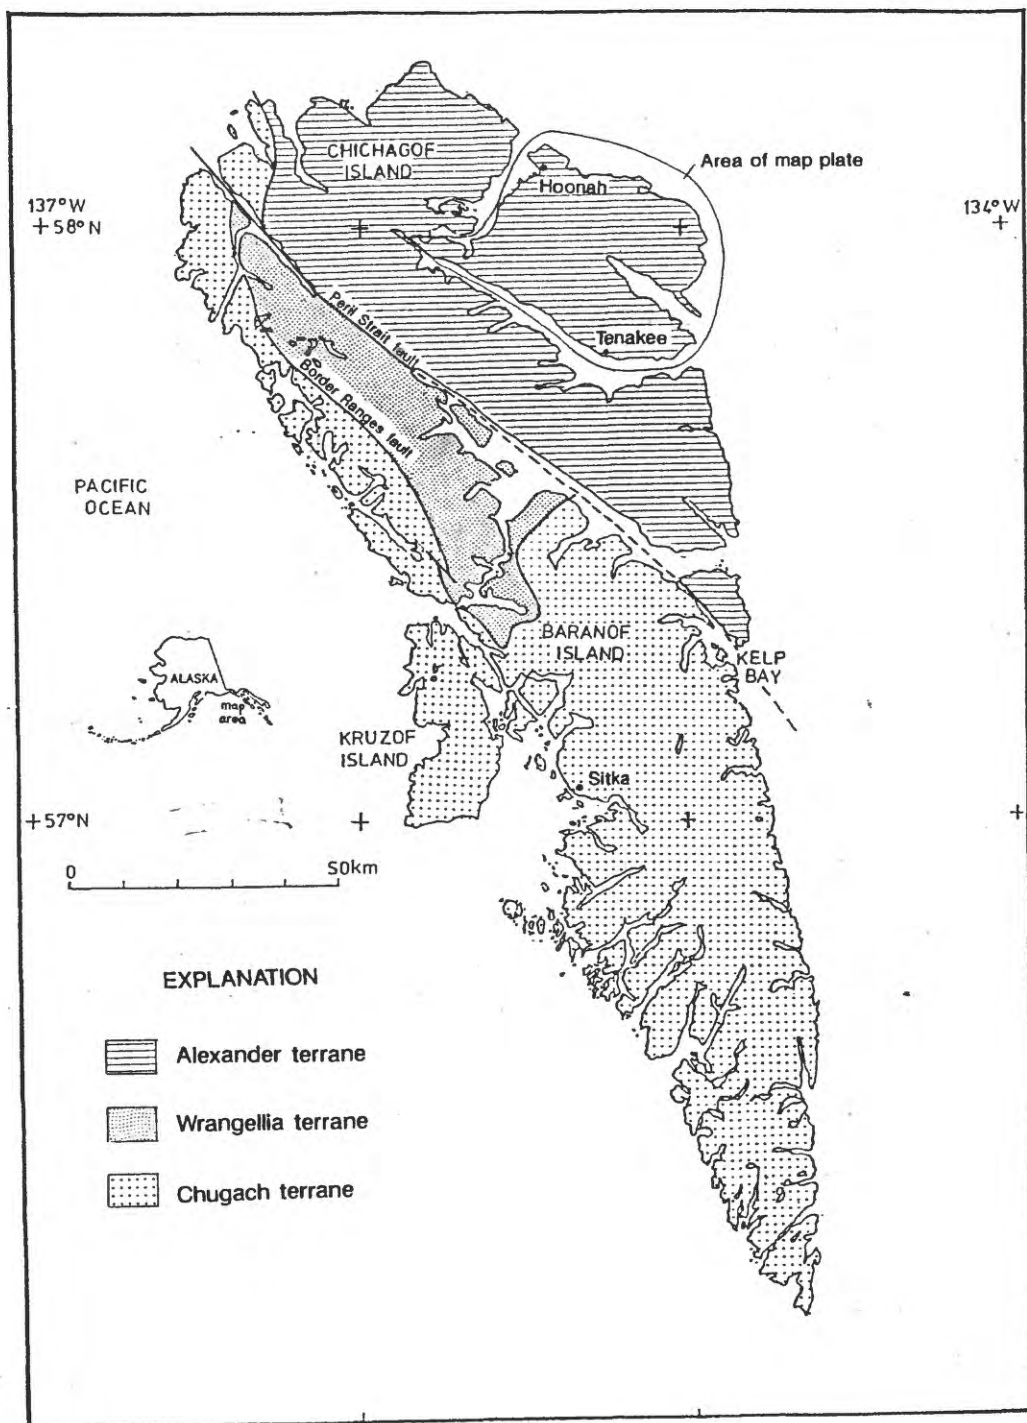 CHICHAGOF
ISLAND
Area of map plate
Hoonah
137°W
+58°N
134°W
Peril Strait fault
Tenakee
Border Ranges fault
PACIFIC
OCEAN
BARANOF
ISLAND
KELP
BAY
ALASKA
map
area
KRUZOF
ISLAND
Sitka
+57°N
0
50km
EXPLANATION
Alexander terrane
Wrangellia terrane
Chugach terrane